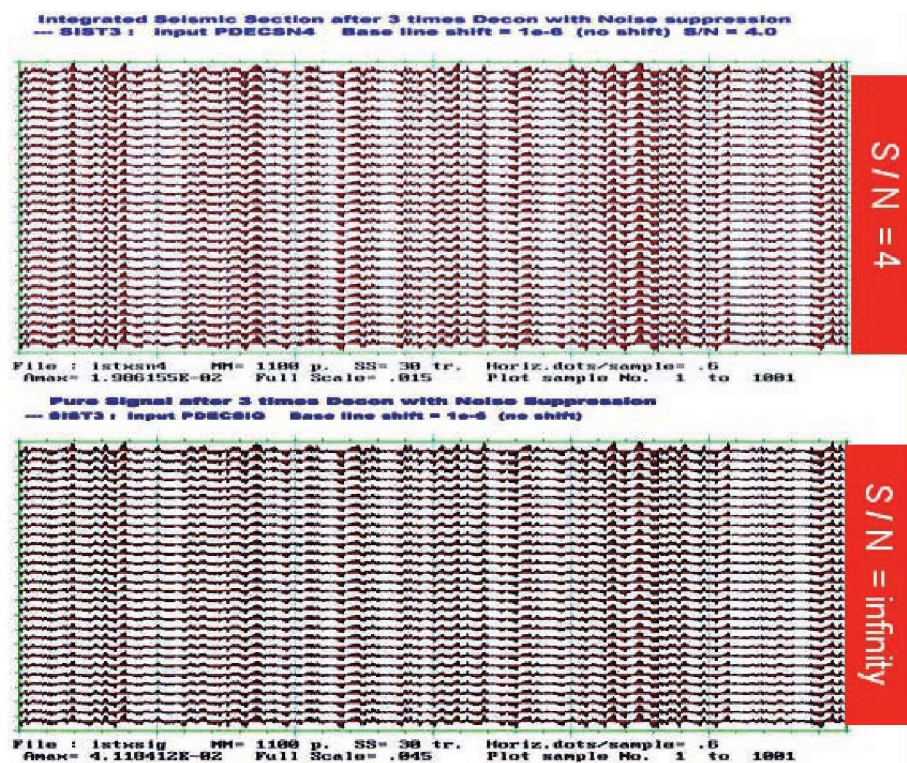 Integrated Seismic Section after 3 times Decon with Noise suppression
--- SIST3 : Input PDECSN4 Base line shift = 1e-6 (no shift) S/N = 4.0
S/N =4
File : istxsn4 MM= 1100 p. SS= 30 tr. Horiz.dots/sample= .6
Amax= 1.986155E-02 Full Scale= .015 Plot sample No. 1 to 1001
Pure Signal after 3 times Decon with Noise Suppression
--- SIST3 : Input PDECSIG Base line shift = 1e-6 (no shift)
S/N =infinity
File : istxsig MM= 1100 p. SS= 30 tr. Horiz.dots/sample= .6
Amax= 4.118412E-02 Full Scale= .045 Plot sample No. 1 to 1001